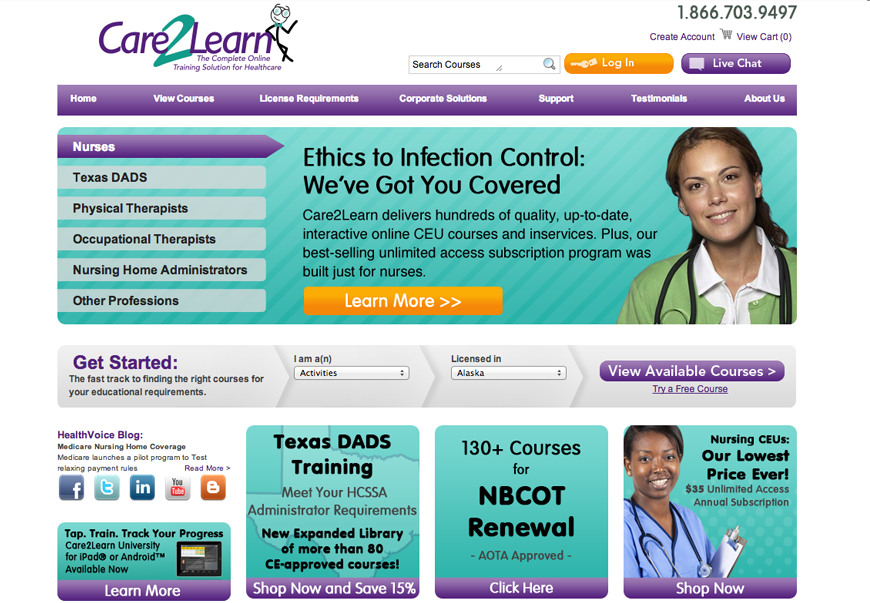 Care2Learn
The Complete Online
Training Solution for Healthcare
1.866.703.9497
Create Account View Cart (0)
Search Courses
Log In
Live Chat
Home View Courses License Requirements Corporate Solutions Support Testimonials About Us
Nurses
Texas DADS
Physical Therapists
Occupational Therapists
Nursing Home Administrators
Other Professions
Ethics to Infection Control:
We've Got You Covered
Care2Learn delivers hundreds of quality, up-to-date,
interactive online CEU courses and inservices. Plus, our
best-selling unlimited access subscription program was
built just for nurses.
Learn More >>
Get Started:
The fast track to finding the right courses for
your educational requirements.
I am a(n)
Activities
Licensed in
Alaska
View Available Courses >
Try a Free Course
HealthVoice Blog:
Medicare Nursing Home Coverage
Medicare launches a pilot program to Test
relaxing payment rules
Read More >
f
t
in
You
Tube
B
Tap. Train. Track Your Progress
Care2Learn University
for iPad® or Android™
Available Now
Learn More
Texas DADS
Training
Meet Your HCSSA
Administrator Requirements
New Expanded Library
of more than 80
CE-approved courses!
Shop Now and Save 15%
130+ Courses
for
NBCOT
Renewal
- AOTA Approved -
Click Here
Nursing CEUs:
Our Lowest
Price Ever!
$35 Unlimited Access
Annual Subscription
Shop Now